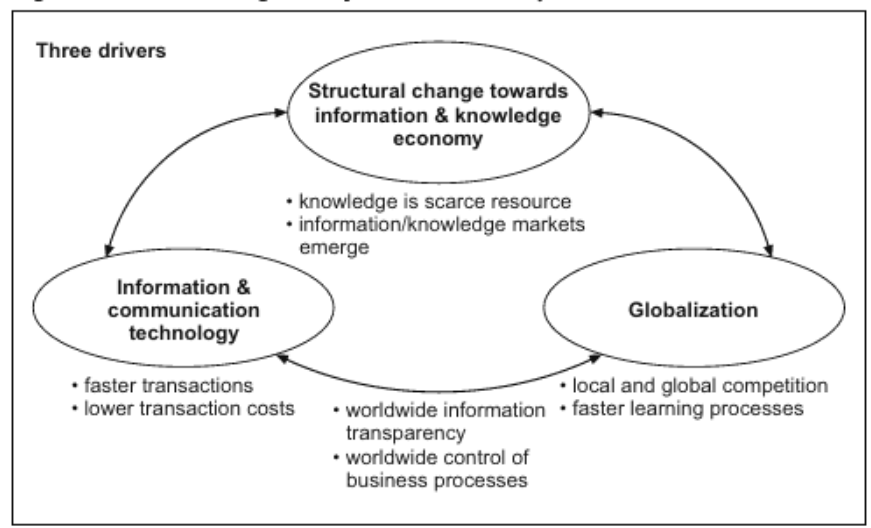 Three drivers
Structural change towards
information & knowledge
economy
• knowledge is scarce resource
• information/knowledge markets
emerge
Information &
communication
technology
• faster transactions
• lower transaction costs
Globalization
• local and global competition
• faster learning processes
• worldwide information
transparency
• worldwide control of
business processes